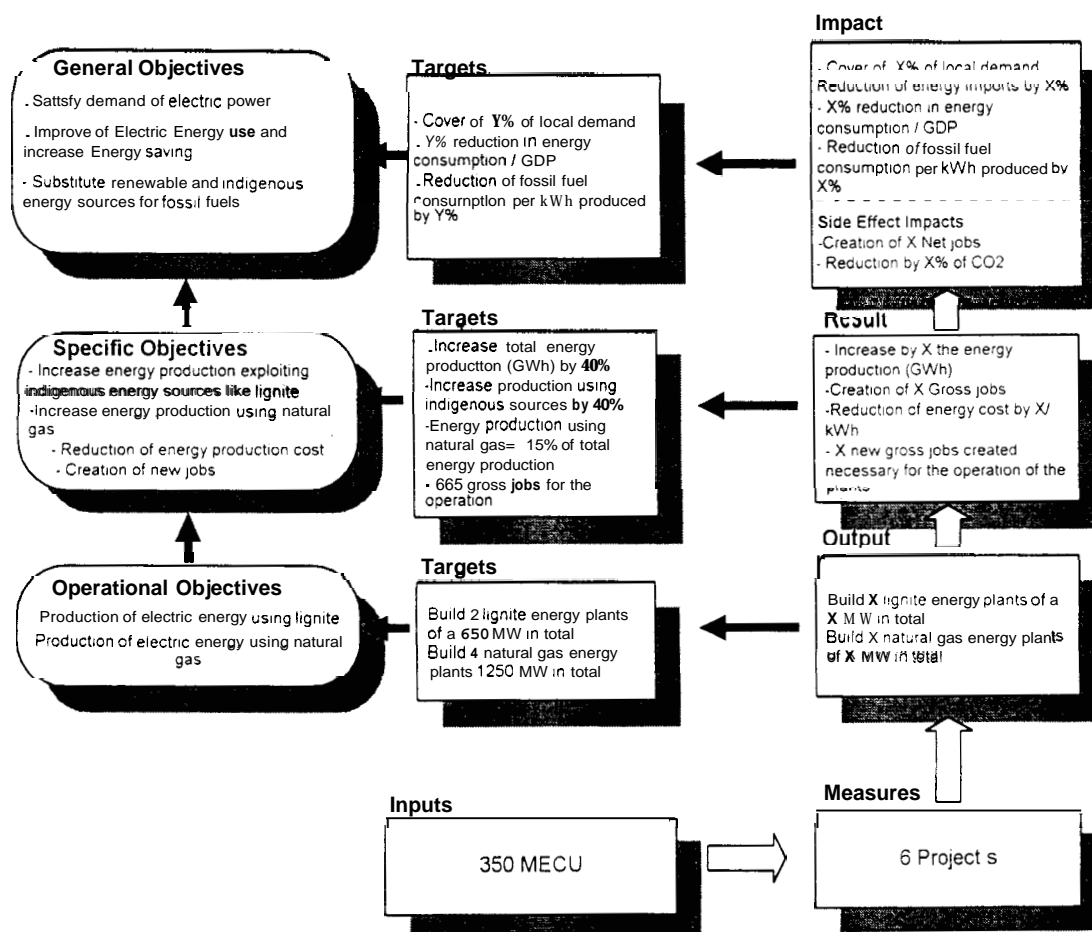 General Objectives
. Sattsfy demand of electric power
. Improve of Electric Energy use and
increase Energy saving
- Substitute renewable and indigenous
energy sources for fossil fuels
Targets
- Cover of Y% of local demand
. Y% reduction in energy
consumption / GDP
. Reduction of fossil fuel
consumption per kWh produced
by Y%
Impact
- Cover of X% of local demand
Reduction of energy imports by X%
- X% reduction in energy
consumption / GDP
- Reduction of fossil fuel
consumption per kWh produced by
X%
Side Effect Impacts
-Creation of X Net jobs
- Reduction by X% of CO2
Specific Objectives
- Increase energy production exploiting
indigenous energy sources like lignite
-Increase energy production using natural
gas
- Reduction of energy production cost
- Creation of new jobs
Targets
.Increase total energy
production (GWh) by 40%
-Increase production using
indigenous sources by 40%
-Energy production using
natural gas= 15% of total
energy production
- 665 gross jobs for the
operation
Result
- Increase by X the energy
production (GWh)
-Creation of X Gross jobs
-Reduction of energy cost by X/
kWh
- X new gross jobs created
necessary for the operation of the
plants
Operational Objectives
Production of electric energy using lignite
Production of electric energy using natural
gas
Targets
Build 2 lignite energy plants
of a 650 MW in total
Build 4 natural gas energy
plants 1250 MW in total
Output
Build X lignite energy plants of a
X MW in total
Build X natural gas energy plants
of X MW in total
Inputs
350 MECU
Measures
6 Project s